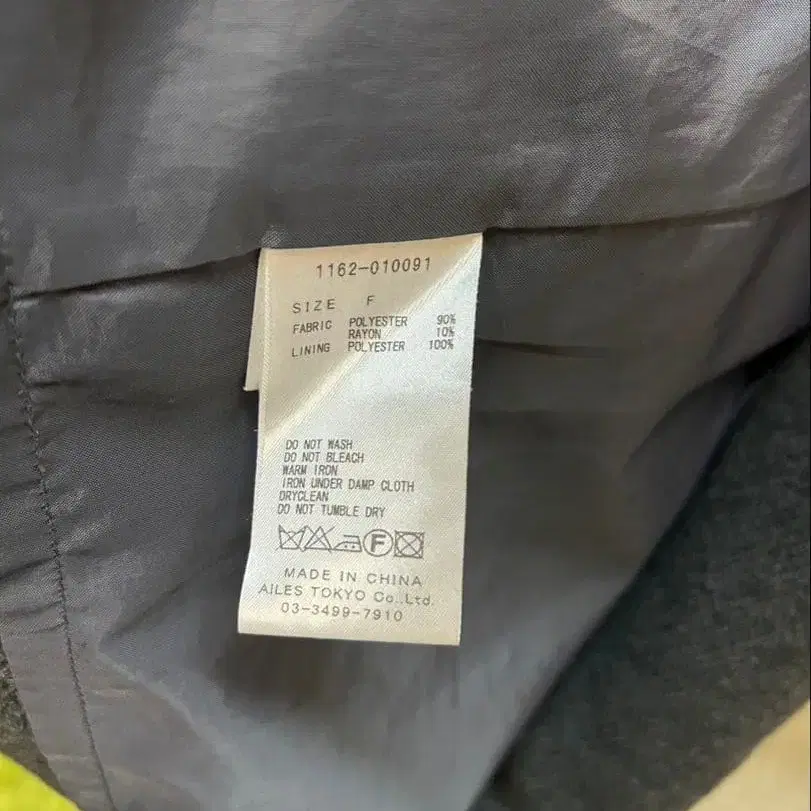 1162-010091
SIZE F
FABRIC POLYESTER 90%
RAYON 10%
LINING POLYESTER 100%
DO NOT WASH
DO NOT BLEACH
WARM IRON
IRON UNDER DAMP CLOTH
DRYCLEAN
DO NOT TUMBLE DRY
F
MADE IN CHINA
AILES TOKYO Co.,Ltd.
03-3499-7910